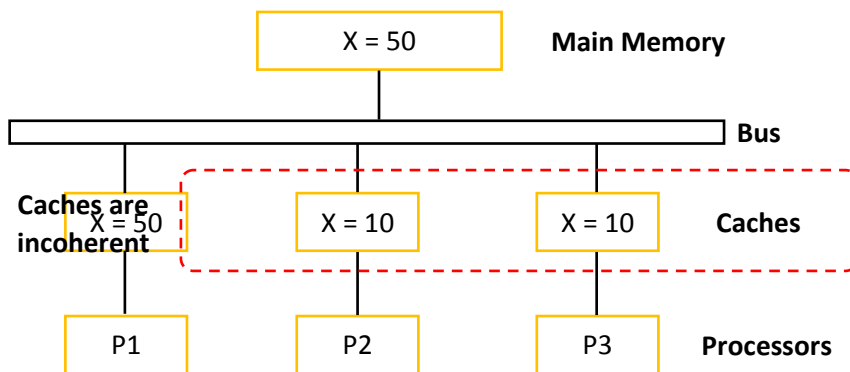 X = 50
Main Memory
Bus
Caches are
incoherent
X = 50
X = 10
X = 10
Caches
P1
P2
P3
Processors